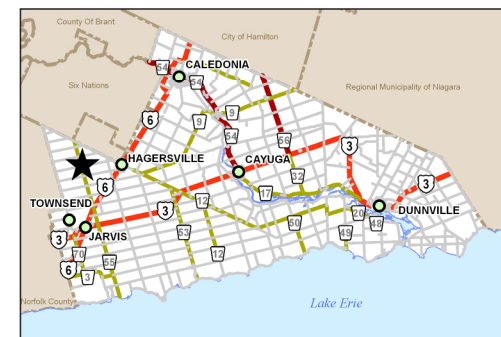 County Of Brant
City of Hamilton
CALEDONIA
54
54
Six Nations
Regional Municipality of Niagara
6
9
9
54
56
3
HAGERSVILLE
CAYUGA
32
3
6
17
TOWNSEND
12
3
DUNNVILLE
20
48
3
JARVIS
50
53
49
70
55
12
6
3
Norfolk County
Lake Erie